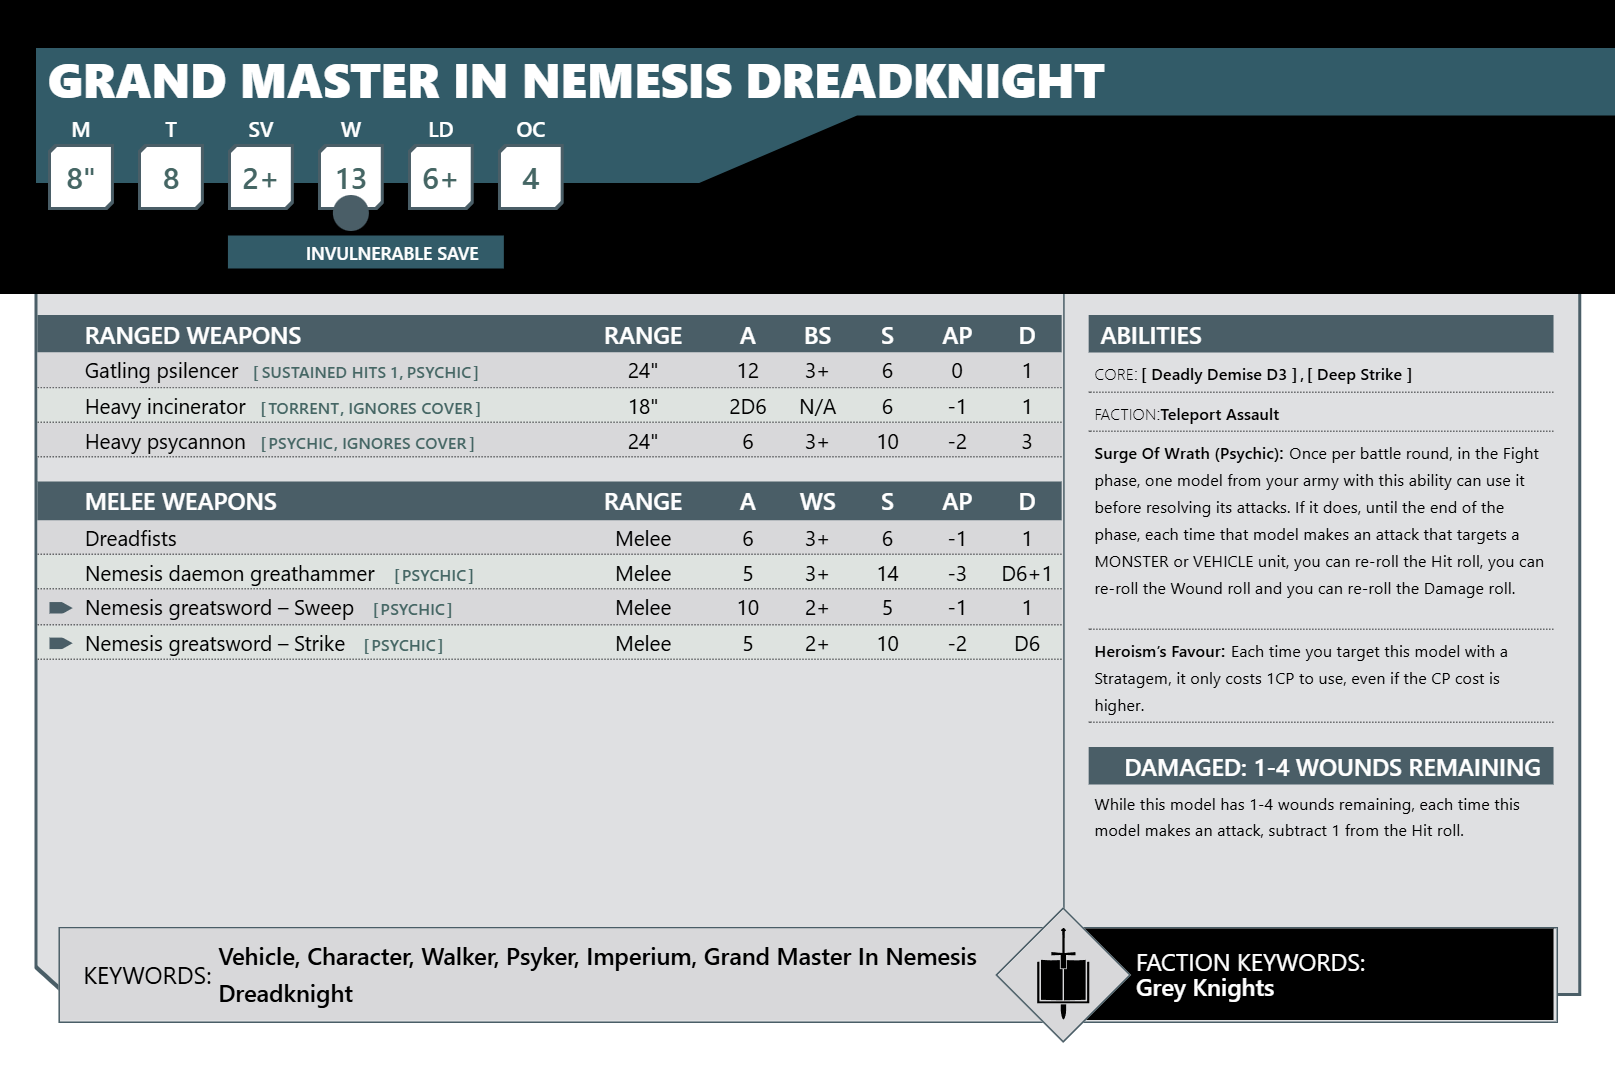 GRAND MASTER IN NEMESIS DREADKNIGHT
M T SV W LD OC
8" 8 2+ 13 6+ 4
INVULNERABLE SAVE
RANGED WEAPONS RANGE A BS S AP D
Gatling psilencer [SUSTAINED HITS 1, PSYCHIC] 24" 12 3+ 6 0 1
Heavy incinerator [TORRENT, IGNORES COVER] 18" 2D6 N/A 6 -1 1
Heavy psycannon [PSYCHIC, IGNORES COVER] 24" 6 3+ 10 -2 3
MELEE WEAPONS RANGE A WS S AP D
Dreadfists Melee 6 3+ 6 -1 1
Nemesis daemon greathammer [PSYCHIC] Melee 5 3+ 14 -3 D6+1
Nemesis greatsword – Sweep [PSYCHIC] Melee 10 2+ 5 -1 1
Nemesis greatsword – Strike [PSYCHIC] Melee 5 2+ 10 -2 D6
ABILITIES
CORE: [ Deadly Demise D3 ] , [ Deep Strike ]
FACTION:Teleport Assault
Surge Of Wrath (Psychic): Once per battle round, in the Fight
phase, one model from your army with this ability can use it
before resolving its attacks. If it does, until the end of the
phase, each time that model makes an attack that targets a
MONSTER or VEHICLE unit, you can re-roll the Hit roll, you can
re-roll the Wound roll and you can re-roll the Damage roll.
Heroism's Favour: Each time you target this model with a
Stratagem, it only costs 1CP to use, even if the CP cost is
higher.
DAMAGED: 1-4 WOUNDS REMAINING
While this model has 1-4 wounds remaining, each time this
model makes an attack, subtract 1 from the Hit roll.
KEYWORDS: Vehicle, Character, Walker, Psyker, Imperium, Grand Master In Nemesis
Dreadknight
FACTION KEYWORDS:
Grey Knights